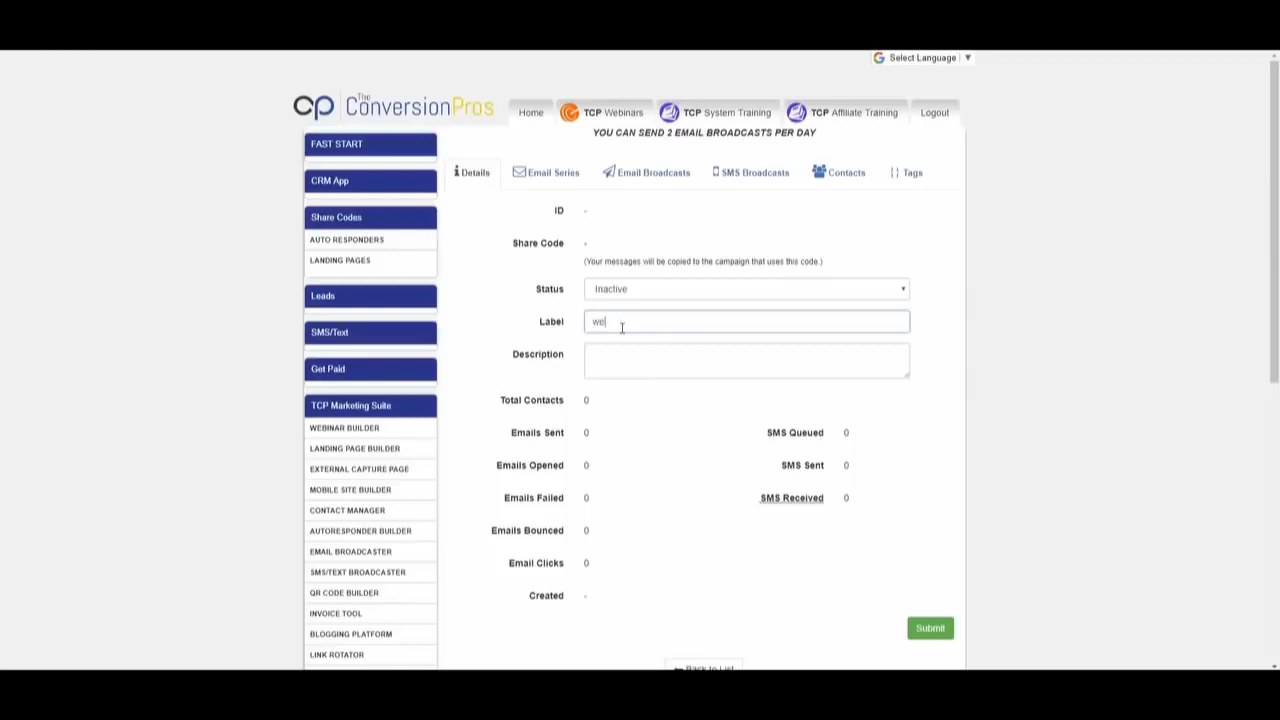 Select Language ▼
The
cp ConversionPros
Home
TCP Webinars
TCP System Training
TCP Affiliate Training
Logout
YOU CAN SEND 2 EMAIL BROADCASTS PER DAY
FAST START
CRM App
Share Codes
AUTO RESPONDERS
LANDING PAGES
Leads
SMS/Text
Get Paid
TCP Marketing Suite
WEBINAR BUILDER
LANDING PAGE BUILDER
EXTERNAL CAPTURE PAGE
MOBILE SITE BUILDER
CONTACT MANAGER
AUTORESPONDER BUILDER
EMAIL BROADCASTER
SMS/TEXT BROADCASTER
QR CODE BUILDER
INVOICE TOOL
BLOGGING PLATFORM
LINK ROTATOR
Details
Email Series
Email Broadcasts
SMS Broadcasts
Contacts
{ } Tags
ID -
Share Code -
(Your messages will be copied to the campaign that uses this code.)
Status Inactive
Label we
Description
Total Contacts 0
Emails Sent 0 SMS Queued 0
Emails Opened 0 SMS Sent 0
Emails Failed 0 SMS Received 0
Emails Bounced 0
Email Clicks 0
Created -
Submit
Back to List